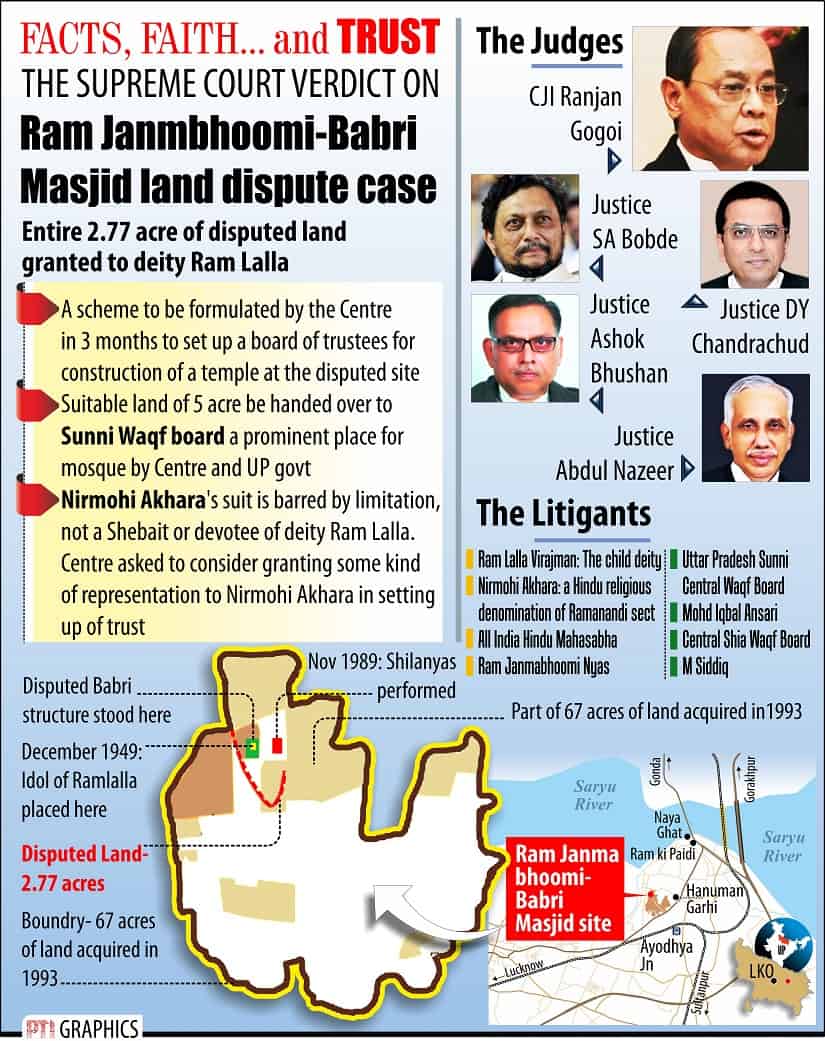 FACTS, FAITH... and TRUST
THE SUPREME COURT VERDICT ON
Ram Janmbhoomi-Babri
Masjid land dispute case
Entire 2.77 acre of disputed land
granted to deity Ram Lalla
A scheme to be formulated by the Centre
in 3 months to set up a board of trustees for
construction of a temple at the disputed site
Suitable land of 5 acre be handed over to
Sunni Waqf board a prominent place for
mosque by Centre and UP govt
Nirmohi Akhara's suit is barred by limitation,
not a Shebait or devotee of deity Ram Lalla.
Centre asked to consider granting some kind
of representation to Nirmohi Akhara in setting
up of trust
The Judges
CJI Ranjan
Gogoi
Justice
SA Bobde
Justice DY
Chandrachud
Justice
Ashok
Bhushan
Justice
Abdul Nazeer
The Litigants
Ram Lalla Virajman: The child deity
Nirmohi Akhara: a Hindu religious
denomination of Ramanandi sect
All India Hindu Mahasabha
Ram Janmabhoomi Nyas
Uttar Pradesh Sunni
Central Waqf Board
Mohd Iqbal Ansari
Central Shia Waqf Board
M Siddiq
Nov 1989: Shilanyas
performed
Disputed Babri
structure stood here
Part of 67 acres of land acquired in1993
December 1949:
Idol of Ramlalla
placed here
Disputed Land-
2.77 acres
Boundry- 67 acres
of land acquired in
1993
Saryu
River
Gonda
Gorakhpur
Naya
Ghat
Ram ki Paidi
Saryu
River
Ram Janma
bhoomi-
Babri
Masjid site
Hanuman
Garhi
Ayodhya
Jn
Lucknow
Sultanpur
UP
LKO
PTI GRAPHICS